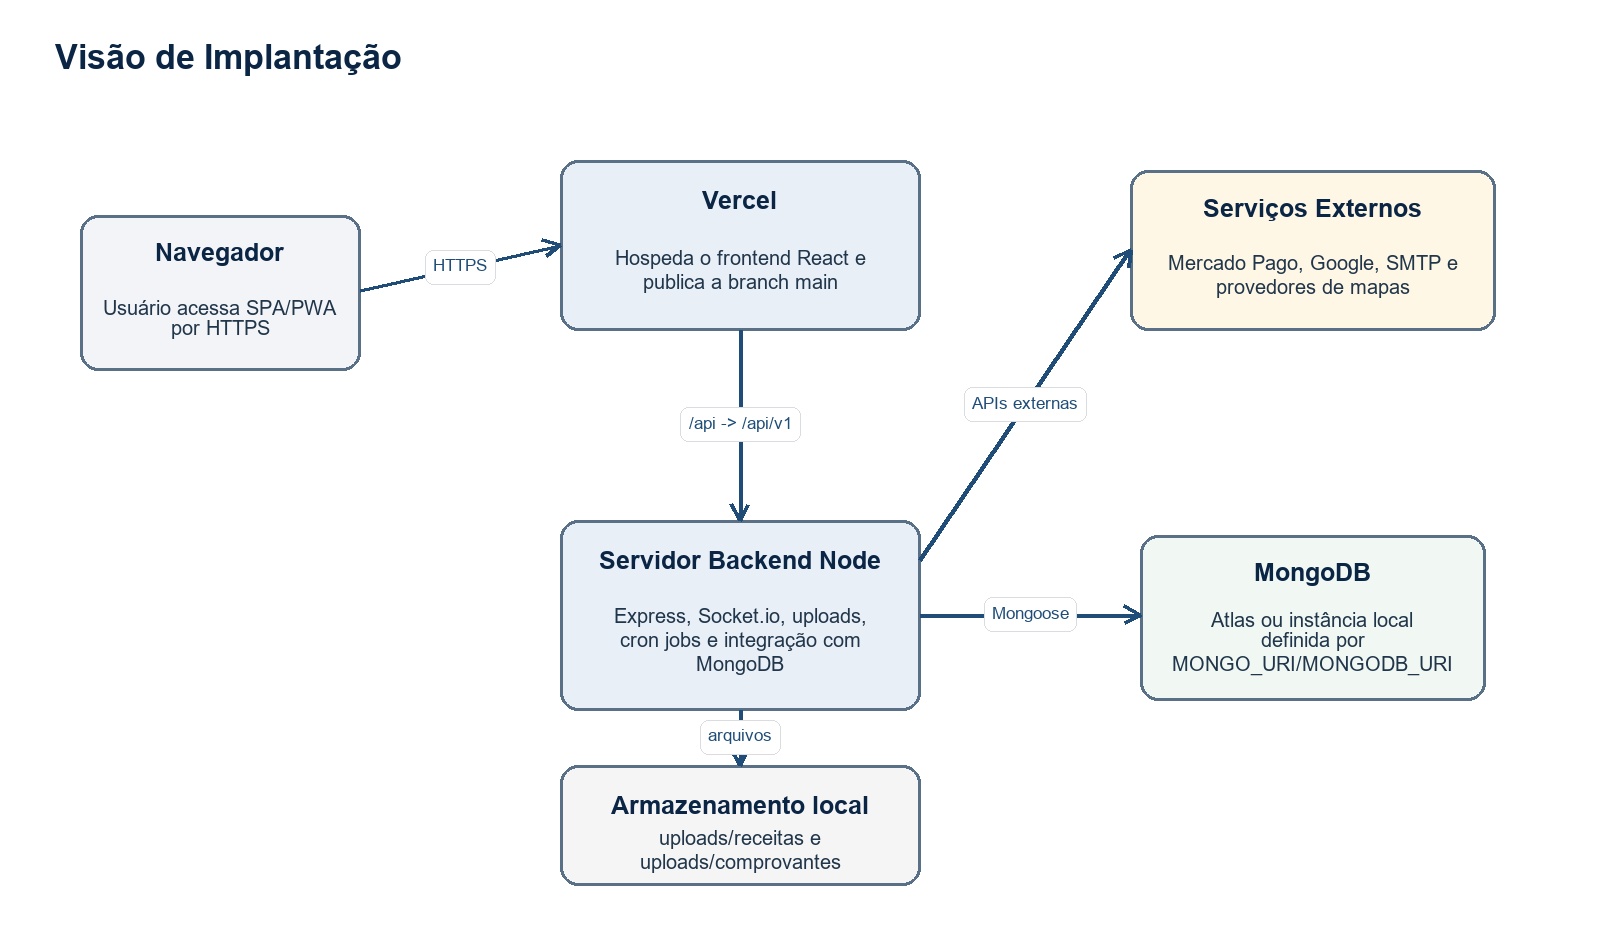 Visão de Implantação
Navegador
Usuário acessa SPA/PWA
por HTTPS
HTTPS
Vercel
Hospeda o frontend React e
publica a branch main
Serviços Externos
Mercado Pago, Google, SMTP e
provedores de mapas
/api -> /api/v1
APIs externas
Servidor Backend Node
Express, Socket.io, uploads,
cron jobs e integração com
MongoDB
Mongoose
MongoDB
Atlas ou instância local
definida por
MONGO_URI/MONGODB_URI
arquivos
Armazenamento local
uploads/receitas e
uploads/comprovantes